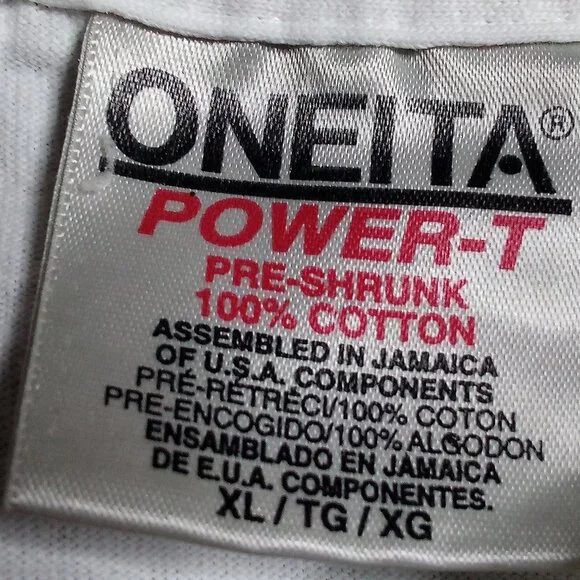 ONEITA®
POWER-T
PRE-SHRUNK
100% COTTON
ASSEMBLED IN JAMAICA
OF U.S.A. COMPONENTS
PRÉ-RÉTRÉCI/100% COTON
PRE-ENCOGIDO/100% ALGODON
ENSAMBLADO EN JAMAICA
DE E.U.A. COMPONENTES.
XL / TG / XG